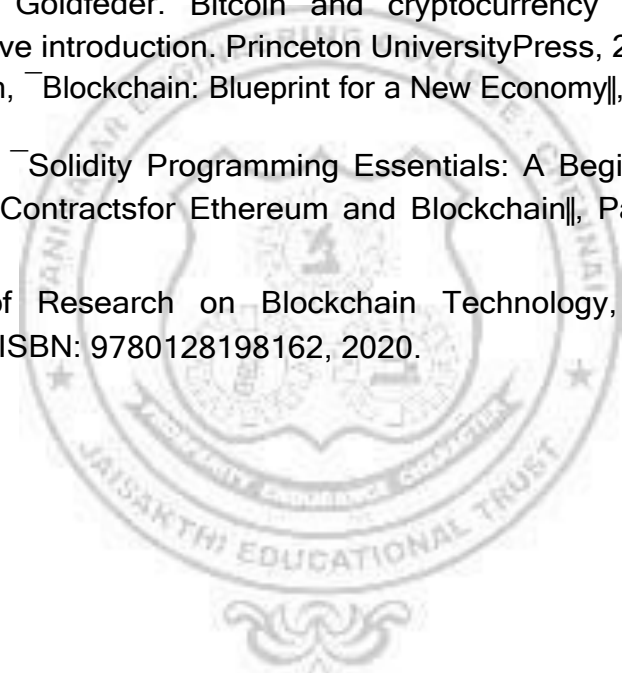 Goldfeder. Bitcoin and cryptocurrency
ve introduction. Princeton UniversityPress, 2
n, ¯Blockchain: Blueprint for a New Economy‖,
¯Solidity Programming Essentials: A Begi
Contractsfor Ethereum and Blockchain‖, Pa
of Research on Blockchain Technology,
ISBN: 9780128198162, 2020.
JAISAKTHI EDUCATIONAL TRUST